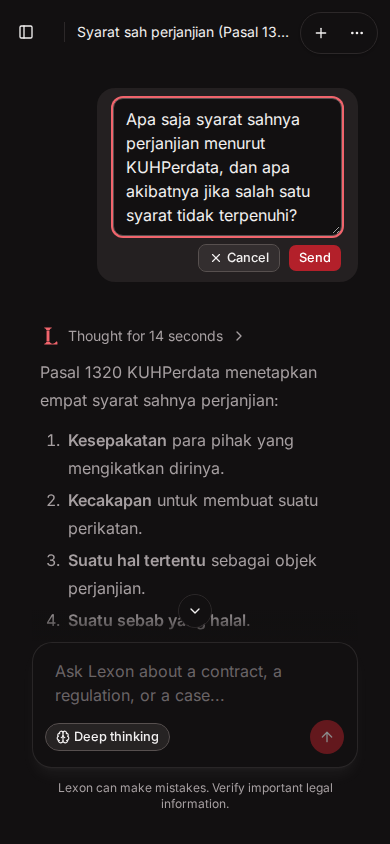 Syarat sah perjanjian (Pasal 13...
Apa saja syarat sahnya
perjanjian menurut
KUHPerdata, dan apa
akibatnya jika salah satu
syarat tidak terpenuhi?
Cancel
Send
L Thought for 14 seconds
Pasal 1320 KUHPerdata menetapkan
empat syarat sahnya perjanjian:
1. Kesepakatan para pihak yang
mengikatkan dirinya.
2. Kecakapan untuk membuat suatu
perikatan.
3. Suatu hal tertentu sebagai objek
perjanjian.
4. Suatu sebab yang halal.
Ask Lexon about a contract, a
regulation, or a case...
Deep thinking
Lexon can make mistakes. Verify important legal
information.